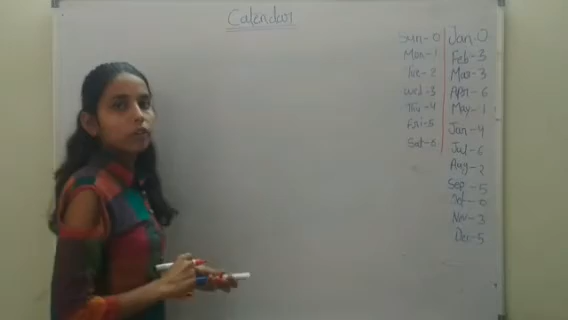 Calendar
Sun-0
Mon-1
Tue-2
Wed-3
Thu-4
Fri-5
Sat-6
Jan-0
Feb-3
Mar-3
Apr-6
May-1
Jan-4
Jul-6
Aug-2
Sep-5
Oct-0
Nov-3
Dec-5